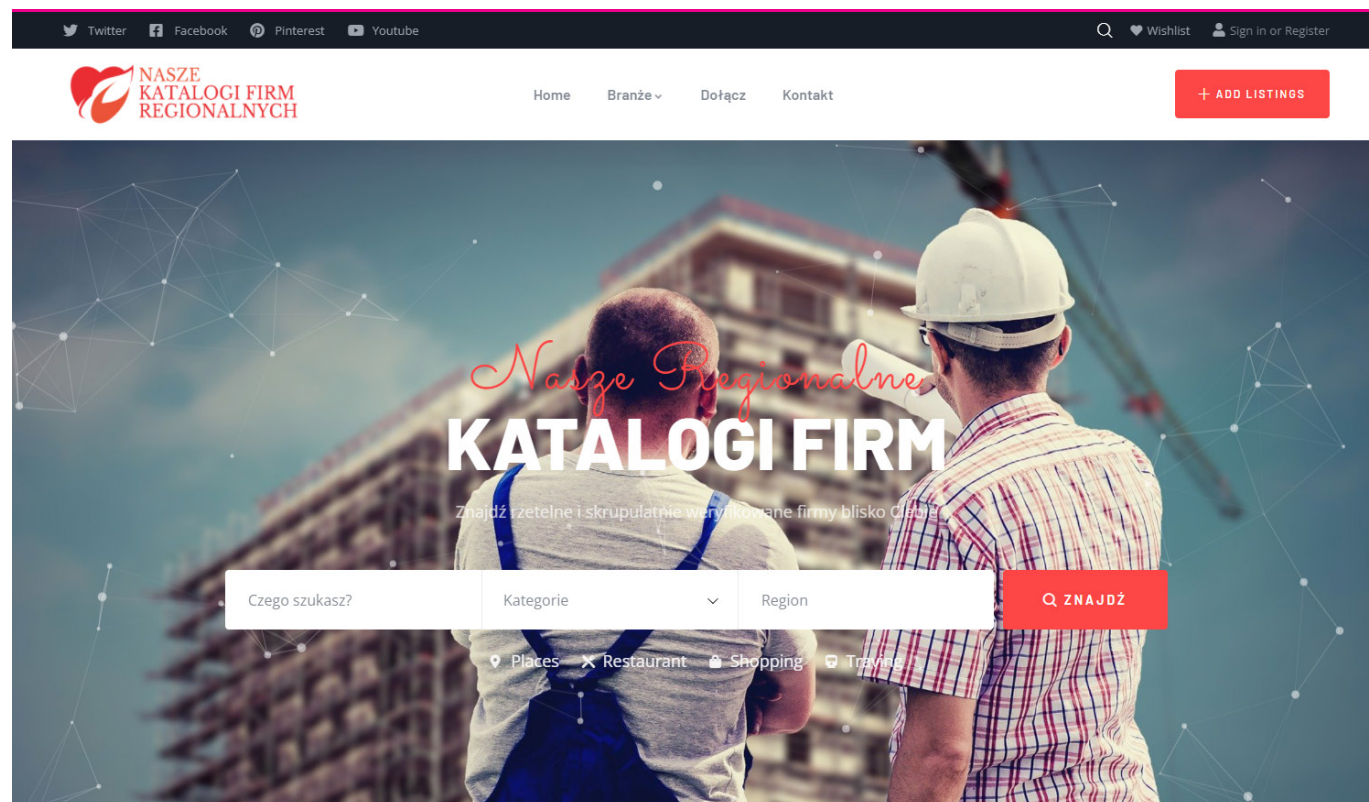 Twitter Facebook Pinterest Youtube Wishlist Sign in or Register
NASZE
KATALOGI FIRM
REGIONALNYCH
Home Branże Dołącz Kontakt
+ ADD LISTINGS
Nasze Regionalne
KATALOGI FIRM
Znajdź rzetelne i skrupulatnie weryfikowane firmy blisko Ciebie
Czego szukasz? Kategorie Region ZNAJDŹ
Places Restaurant Shopping Traving